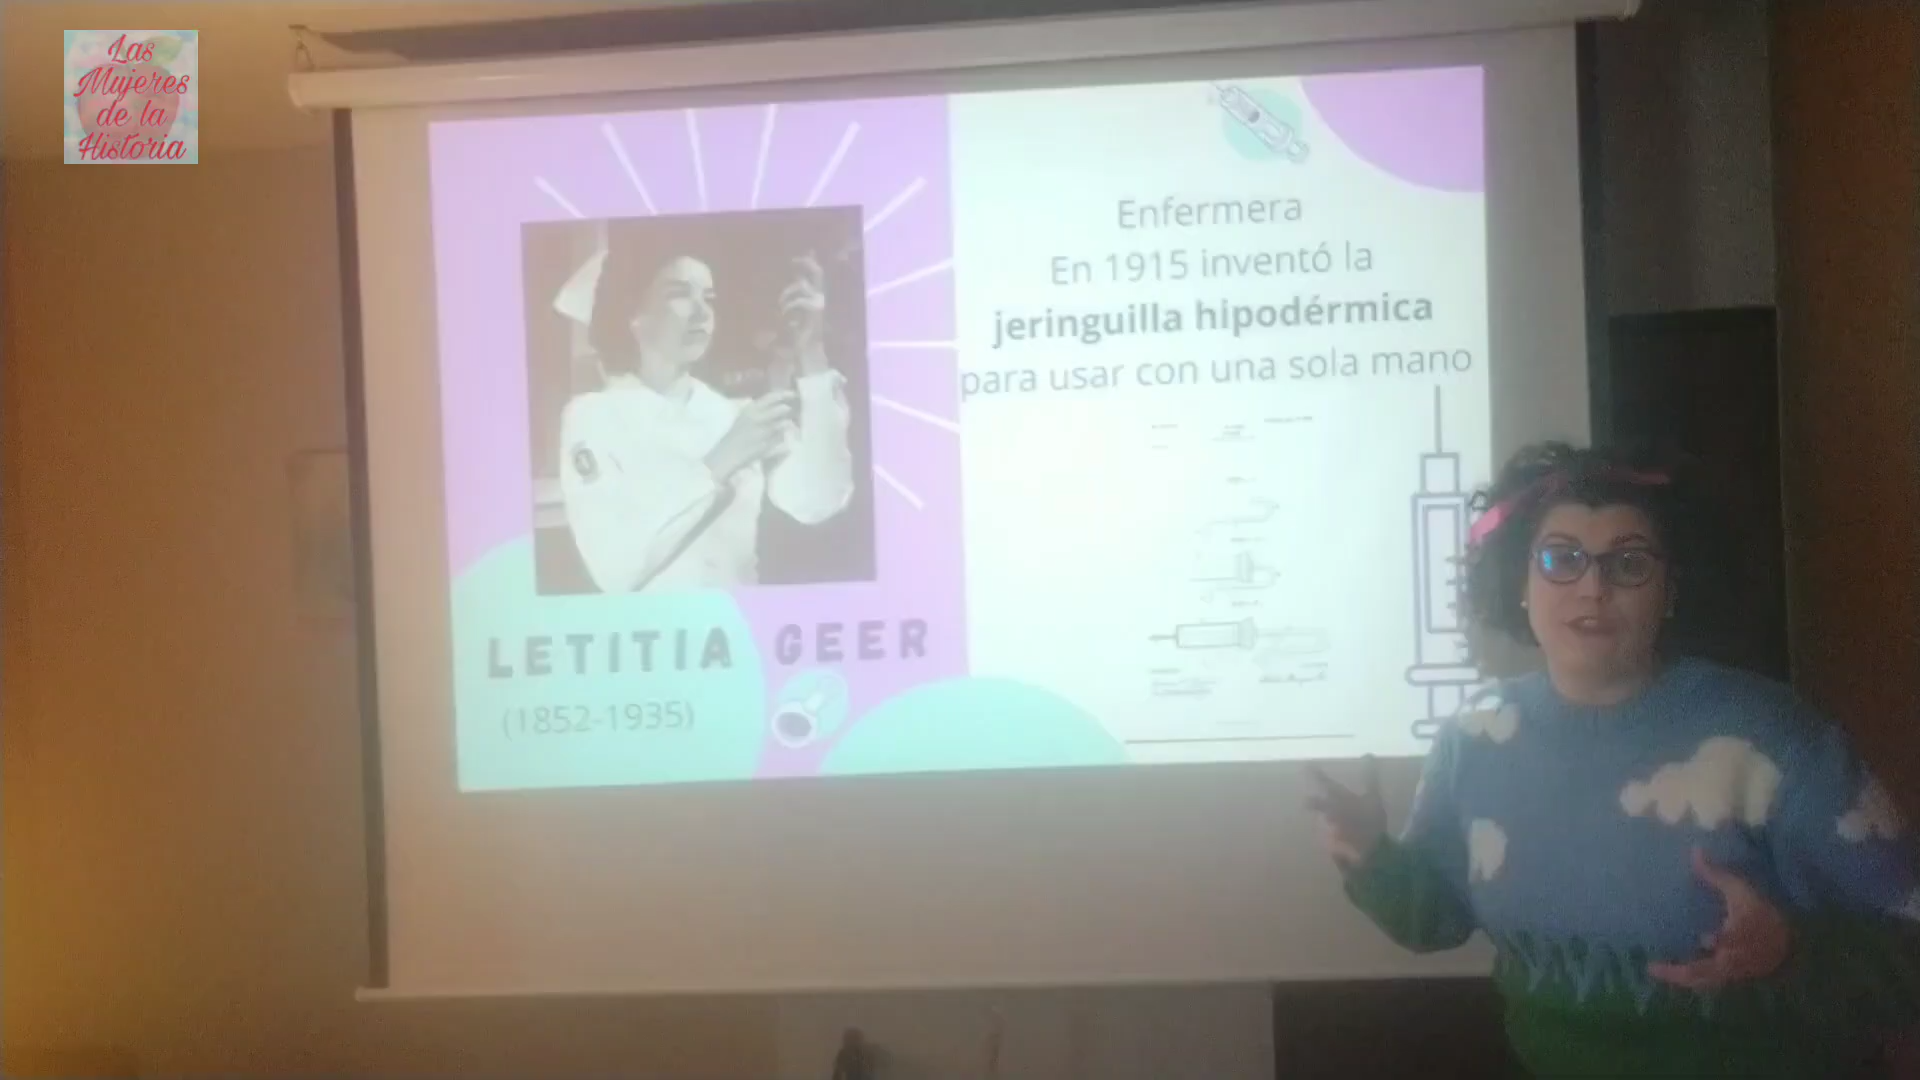 Las
Mujeres
de la
Historia
Enfermera
En 1915 inventó la
jeringuilla hipodérmica
para usar con una sola mano
LETITIA GEER
(1852-1935)